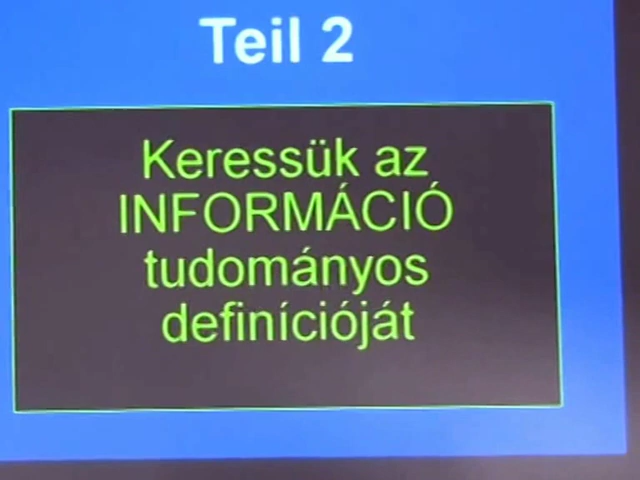 Teil 2
Keressük az
INFORMÁCIÓ
tudományos
definícióját